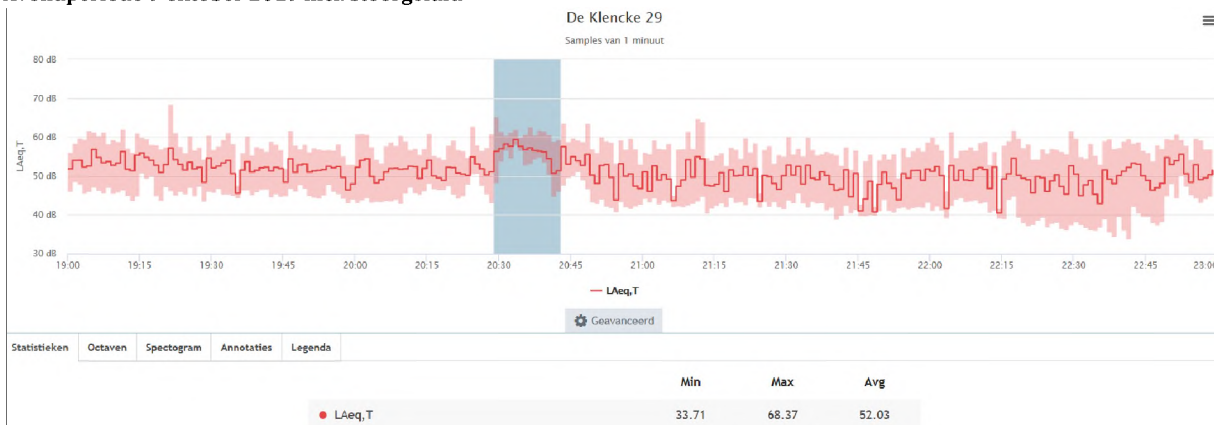 De Klencke 29
Samples van 1 minuut
80 dB
70 dB
60 dB
50 dB
40 dB
30 dB
LAeq,T
19:00 19:15 19:30 19:45 20:00 20:15 20:30 20:45 21:00 21:15 21:30 21:45 22:00 22:15 22:30 22:45 23:00
LAeq,T
Geavanceerd
Statistieken Octaven Spectogram Annotaties Legenda
Min Max Avg
LAeq,T 33.71 68.37 52.03